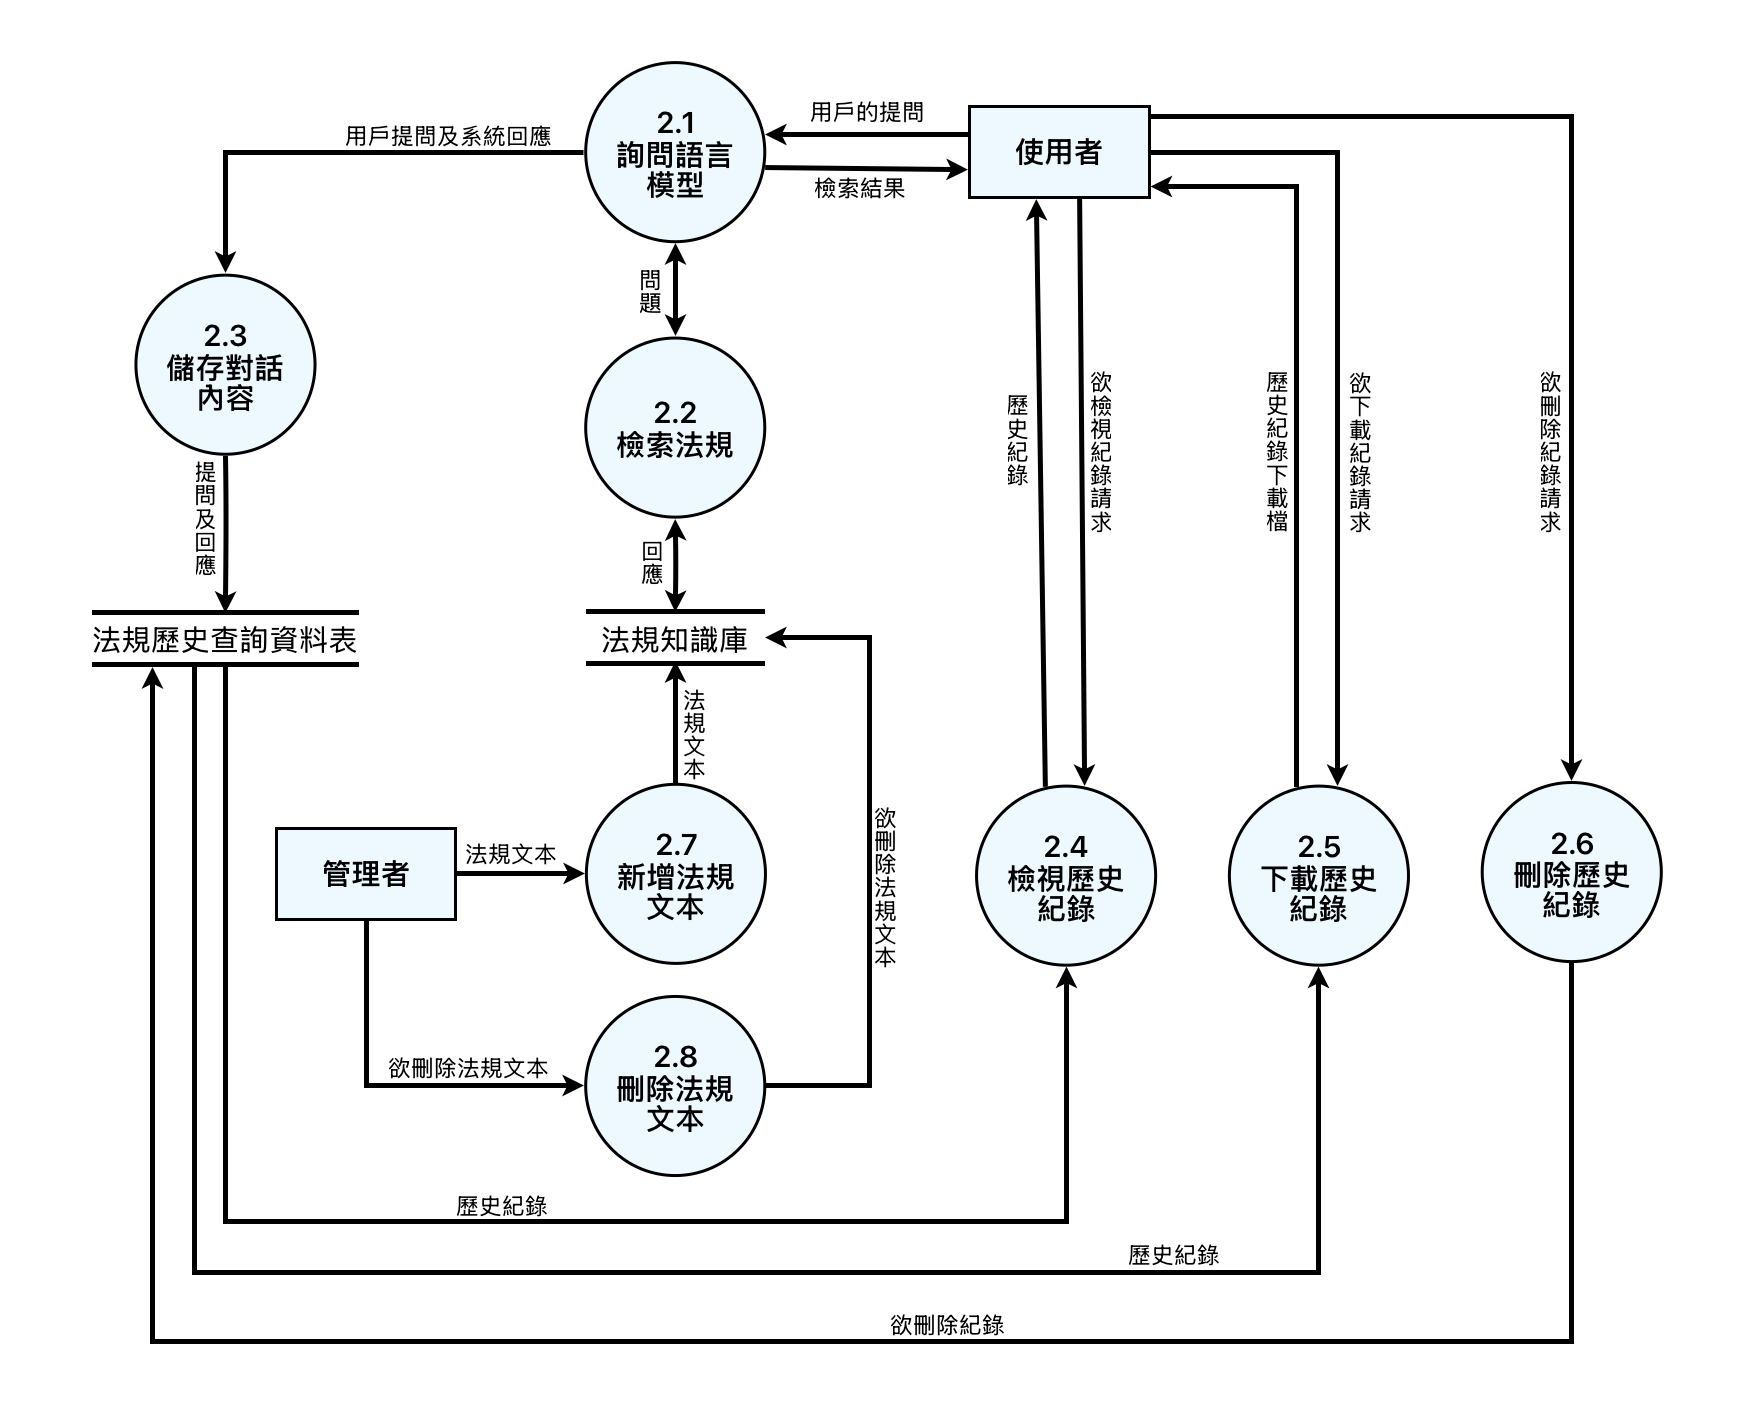 2.1
詢問語言
模型
用戶的提問
檢索結果
使用者
用戶提問及系統回應
問題
2.3
儲存對話
內容
2.2
檢索法規
提問及回應
回應
歷史紀錄
欲檢視紀錄請求
歷史紀錄下載檔
欲下載紀錄請求
欲刪除紀錄請求
法規歷史查詢資料表
法規知識庫
法規文本
管理者
法規文本
2.7
新增法規
文本
欲刪除法規文本
2.4
檢視歷史
紀錄
2.5
下載歷史
紀錄
2.6
刪除歷史
紀錄
欲刪除法規文本
2.8
刪除法規
文本
歷史紀錄
歷史紀錄
欲刪除紀錄